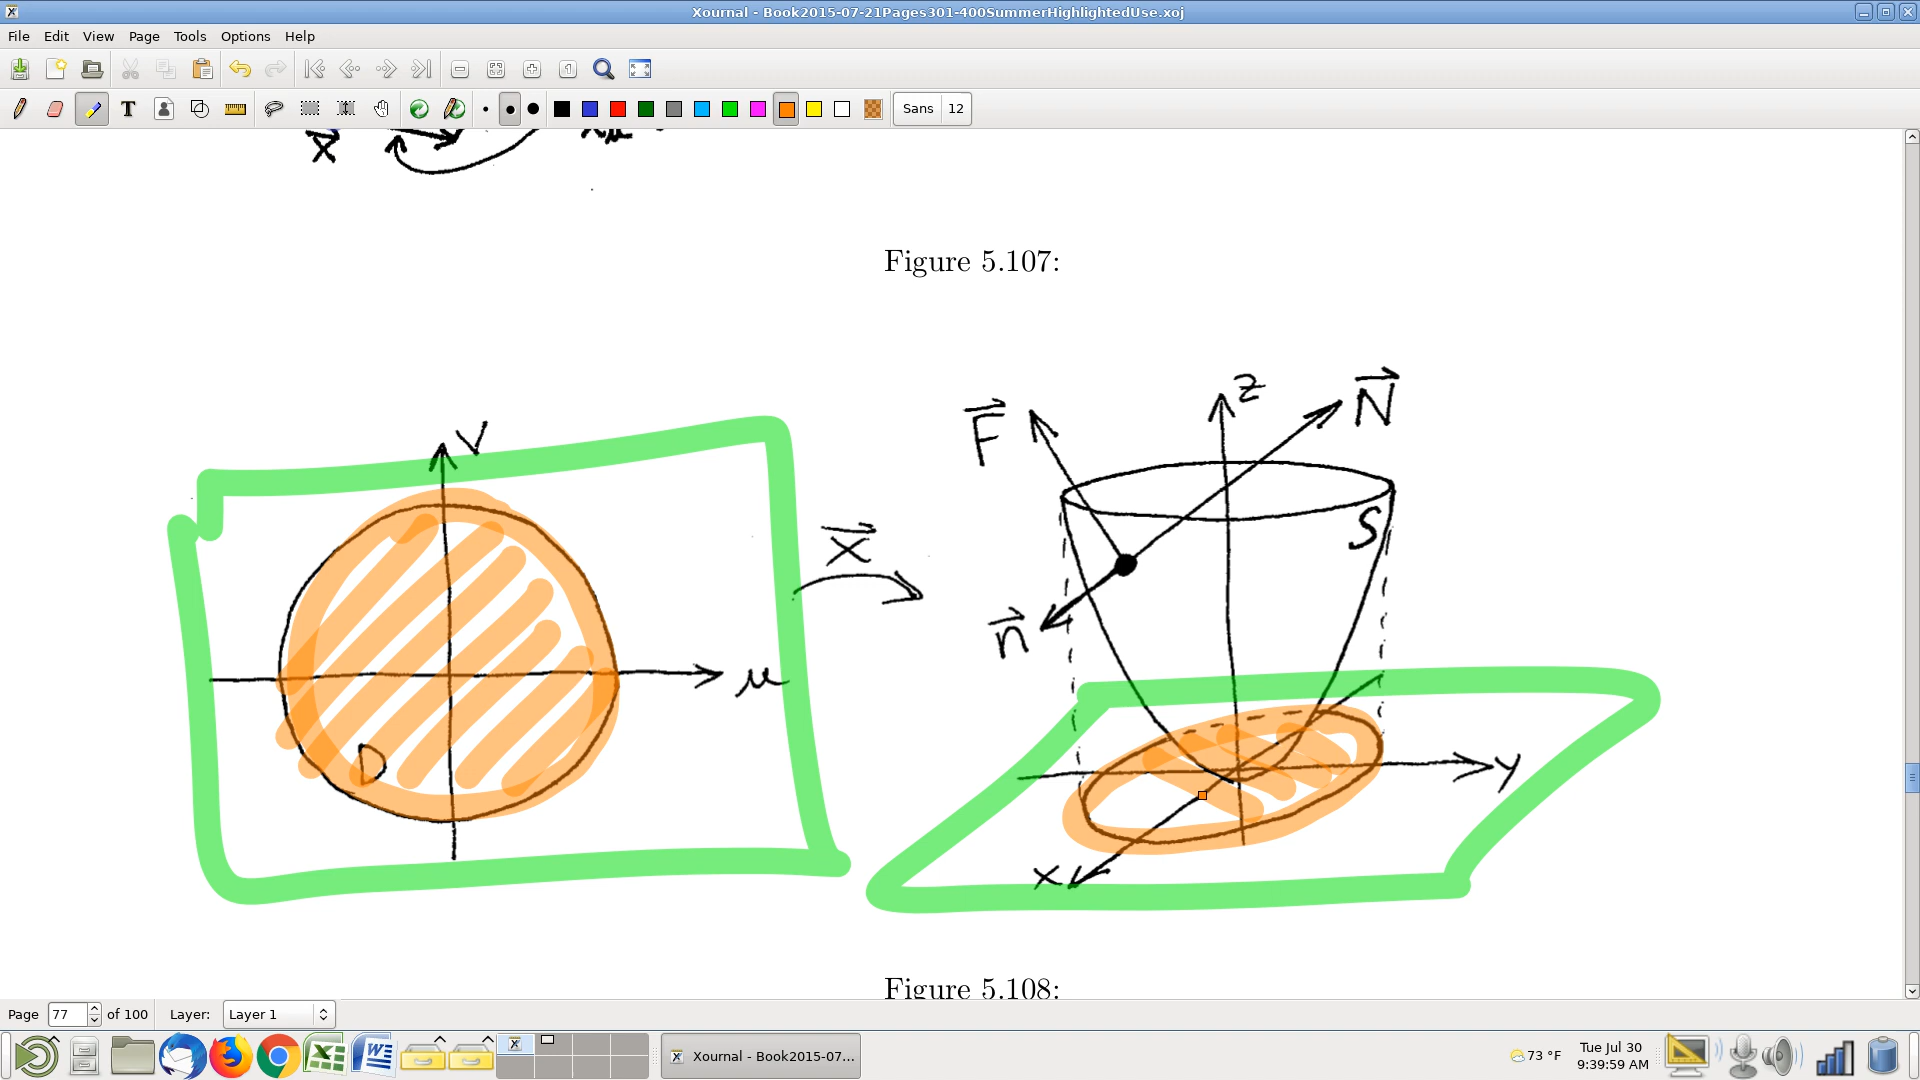 Xournal - Book2015-07-21Pages301-400SummerHighlightedUse.xoj
File Edit View Page Tools Options Help
Sans 12
X
Figure 5.107:
V
D
u
X
F
z
N
S
n
y
x
Figure 5.108:
Page 77 of 100 Layer: Layer 1
Xournal - Book2015-07...
73 °F
Tue Jul 30
9:39:59 AM